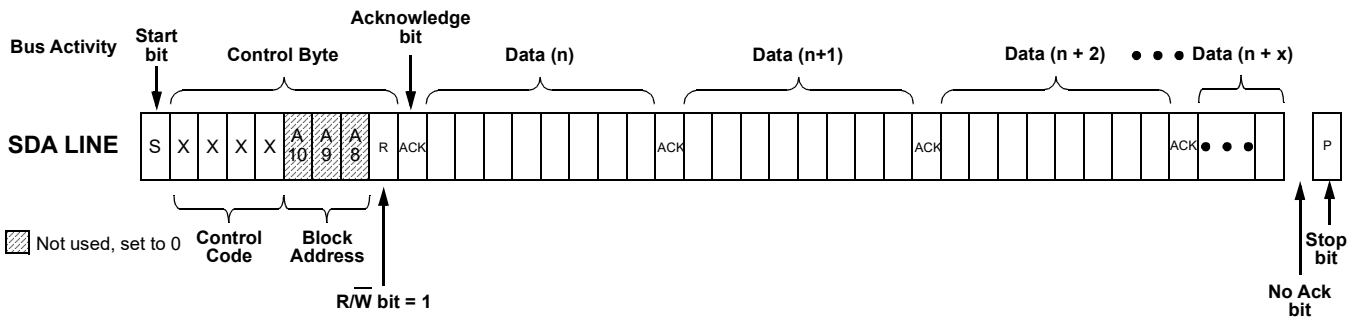 Bus Activity
Start
bit
Control Byte
Acknowledge
bit
Data (n)
Data (n+1)
Data (n + 2) • • • Data (n + x)
SDA LINE
S X X X X A 10 A 9 A 8 R ACK ACK ACK ACK • • • P
Not used, set to 0
Control
Code
Block
Address
R/W̅ bit = 1
No Ack
bit
Stop
bit